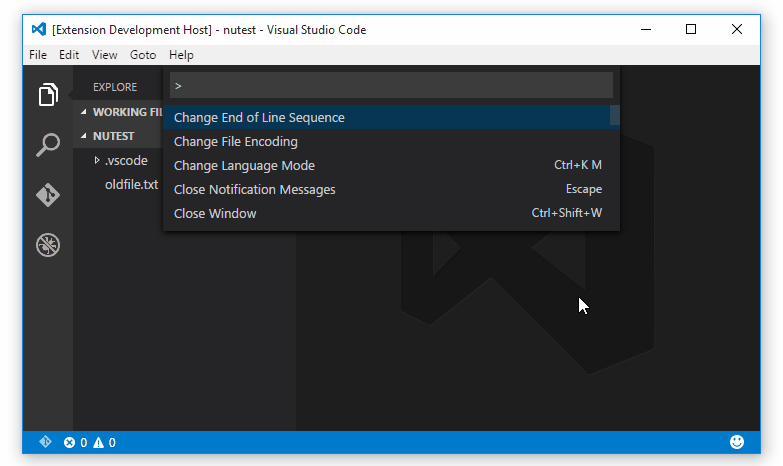 [Extension Development Host] - nutest - Visual Studio Code
File Edit View Goto Help
EXPLORE
>
WORKING FIL
Change End of Line Sequence
NUTEST
Change File Encoding
.vscode
Change Language Mode Ctrl+K M
oldfile.txt
Close Notification Messages Escape
Close Window Ctrl+Shift+W
0 0